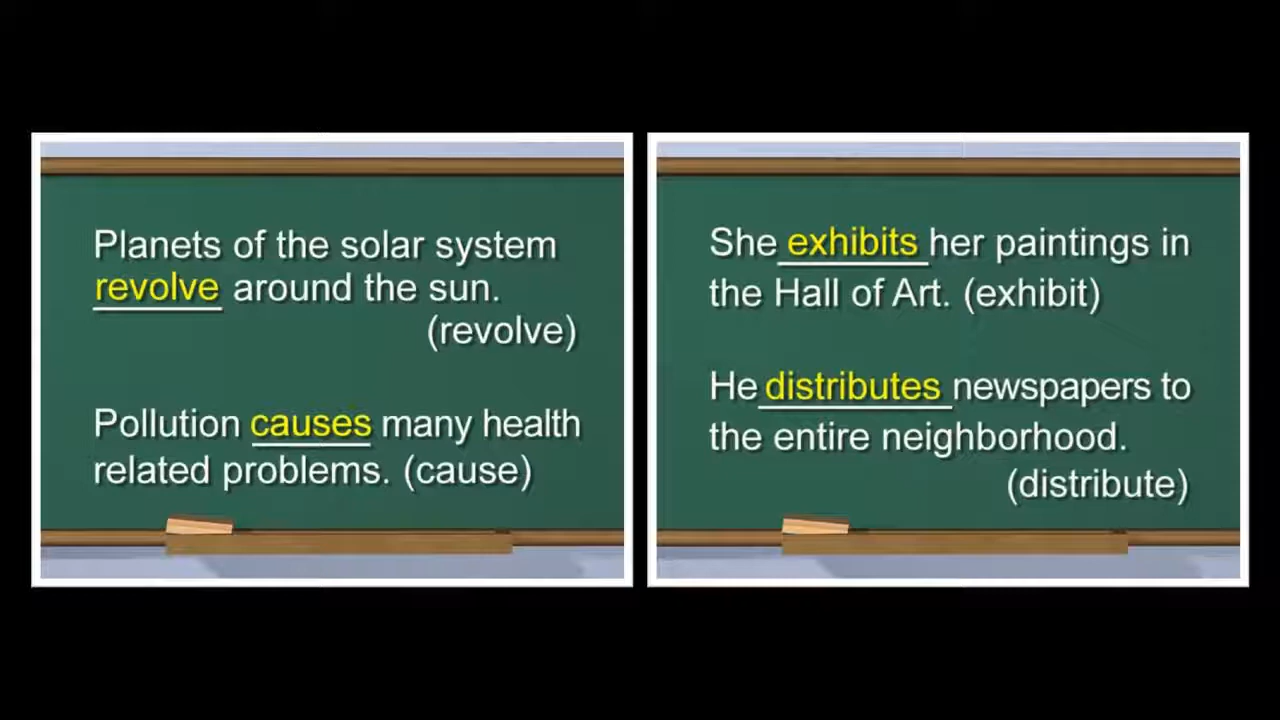 Planets of the solar system
revolve around the sun.
(revolve)
Pollution causes many health
related problems. (cause)
She exhibits her paintings in
the Hall of Art. (exhibit)
He distributes newspapers to
the entire neighborhood.
(distribute)